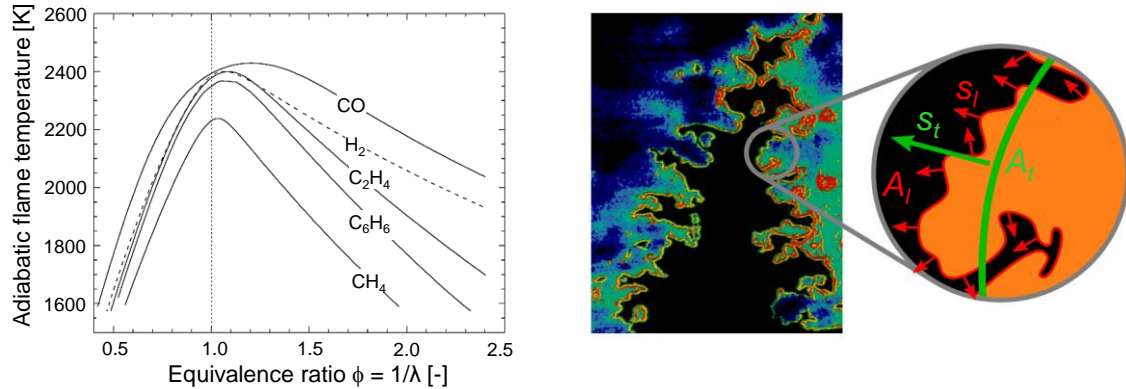 Adiabatic flame temperature [K]
2600
2400
2200
2000
1800
1600
0.5
1.0
1.5
2.0
2.5
Equivalence ratio ϕ = 1/λ [-]
CO
H₂
C₂H₄
C₆H₆
CH₄
sₗ
sₜ
Aₜ
Aₗ